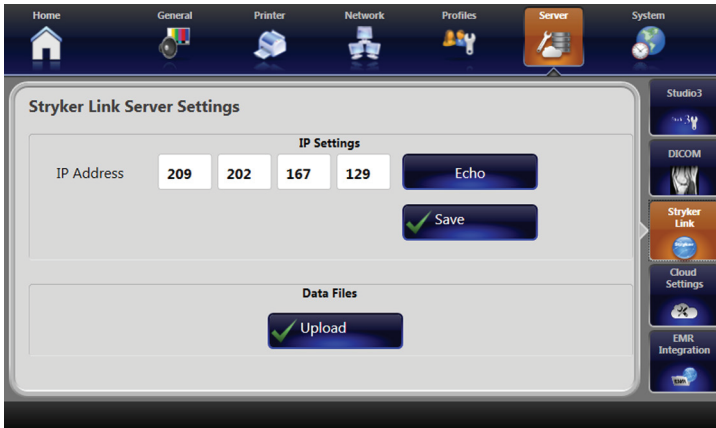 Home General Printer Network Profiles Server System
Studio3
Stryker Link Server Settings
IP Settings
DICOM
IP Address 209 202 167 129 Echo
Save
Stryker
Link
Data Files
Cloud
Settings
Upload
EMR
Integration